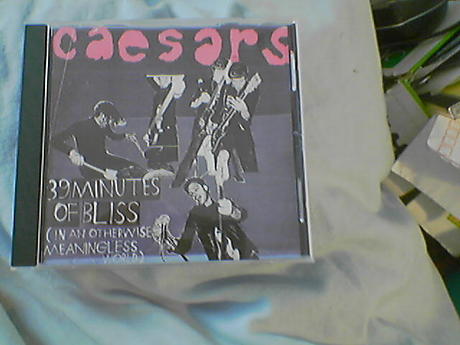 caesars
39 MINUTES
OF BLISS
(IN AN OTHERWISE
MEANINGLESS
WORLD)